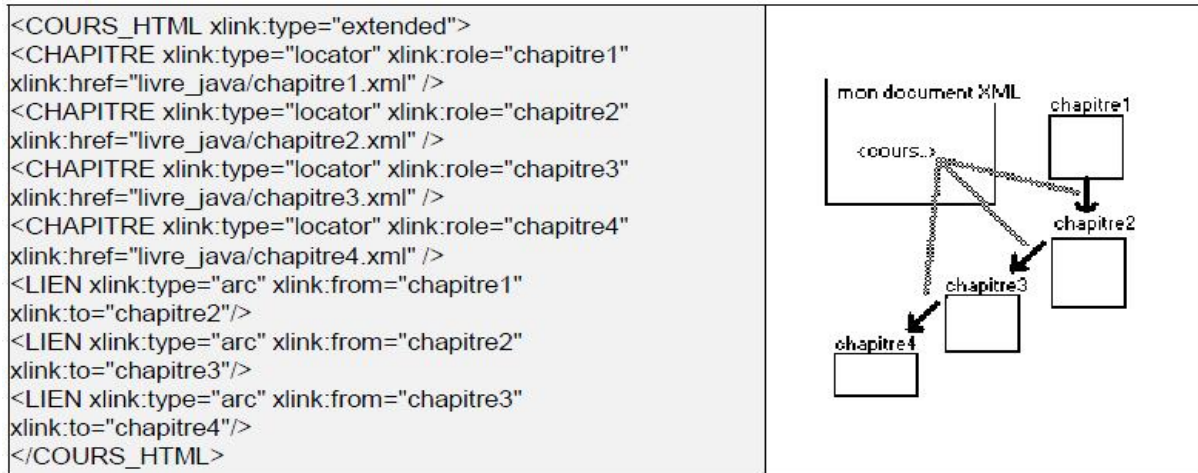 <COURS_HTML xlink:type="extended">
<CHAPITRE xlink:type="locator" xlink:role="chapitre1"
xlink:href="livre_java/chapitre1.xml" />
<CHAPITRE xlink:type="locator" xlink:role="chapitre2"
xlink:href="livre_java/chapitre2.xml" />
<CHAPITRE xlink:type="locator" xlink:role="chapitre3"
xlink:href="livre_java/chapitre3.xml" />
<CHAPITRE xlink:type="locator" xlink:role="chapitre4"
xlink:href="livre_java/chapitre4.xml" />
<LIEN xlink:type="arc" xlink:from="chapitre1"
xlink:to="chapitre2"/>
<LIEN xlink:type="arc" xlink:from="chapitre2"
xlink:to="chapitre3"/>
<LIEN xlink:type="arc" xlink:from="chapitre3"
xlink:to="chapitre4"/>
</COURS_HTML>
mon document XML
<cours..>
chapitre1
chapitre2
chapitre3
chapitre4